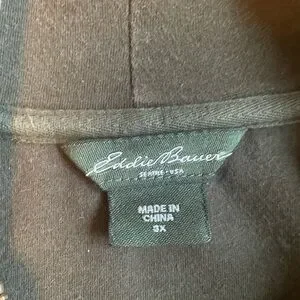 Eddie Bauer
SEATTLE · USA
MADE IN
CHINA
3X